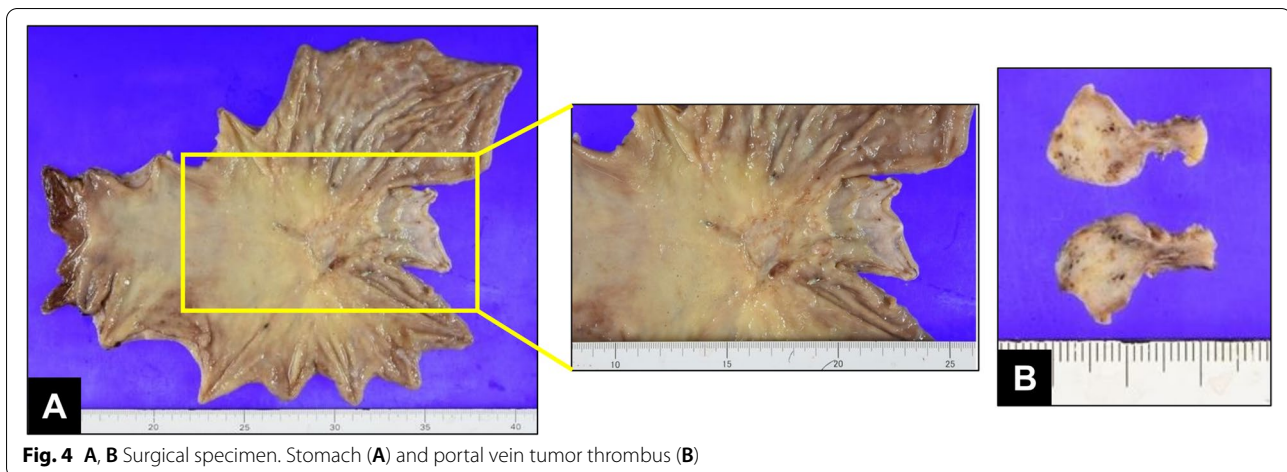 A
20 25 30 35 40
10 15 20 25
B
Fig. 4 A, B Surgical specimen. Stomach (A) and portal vein tumor thrombus (B)